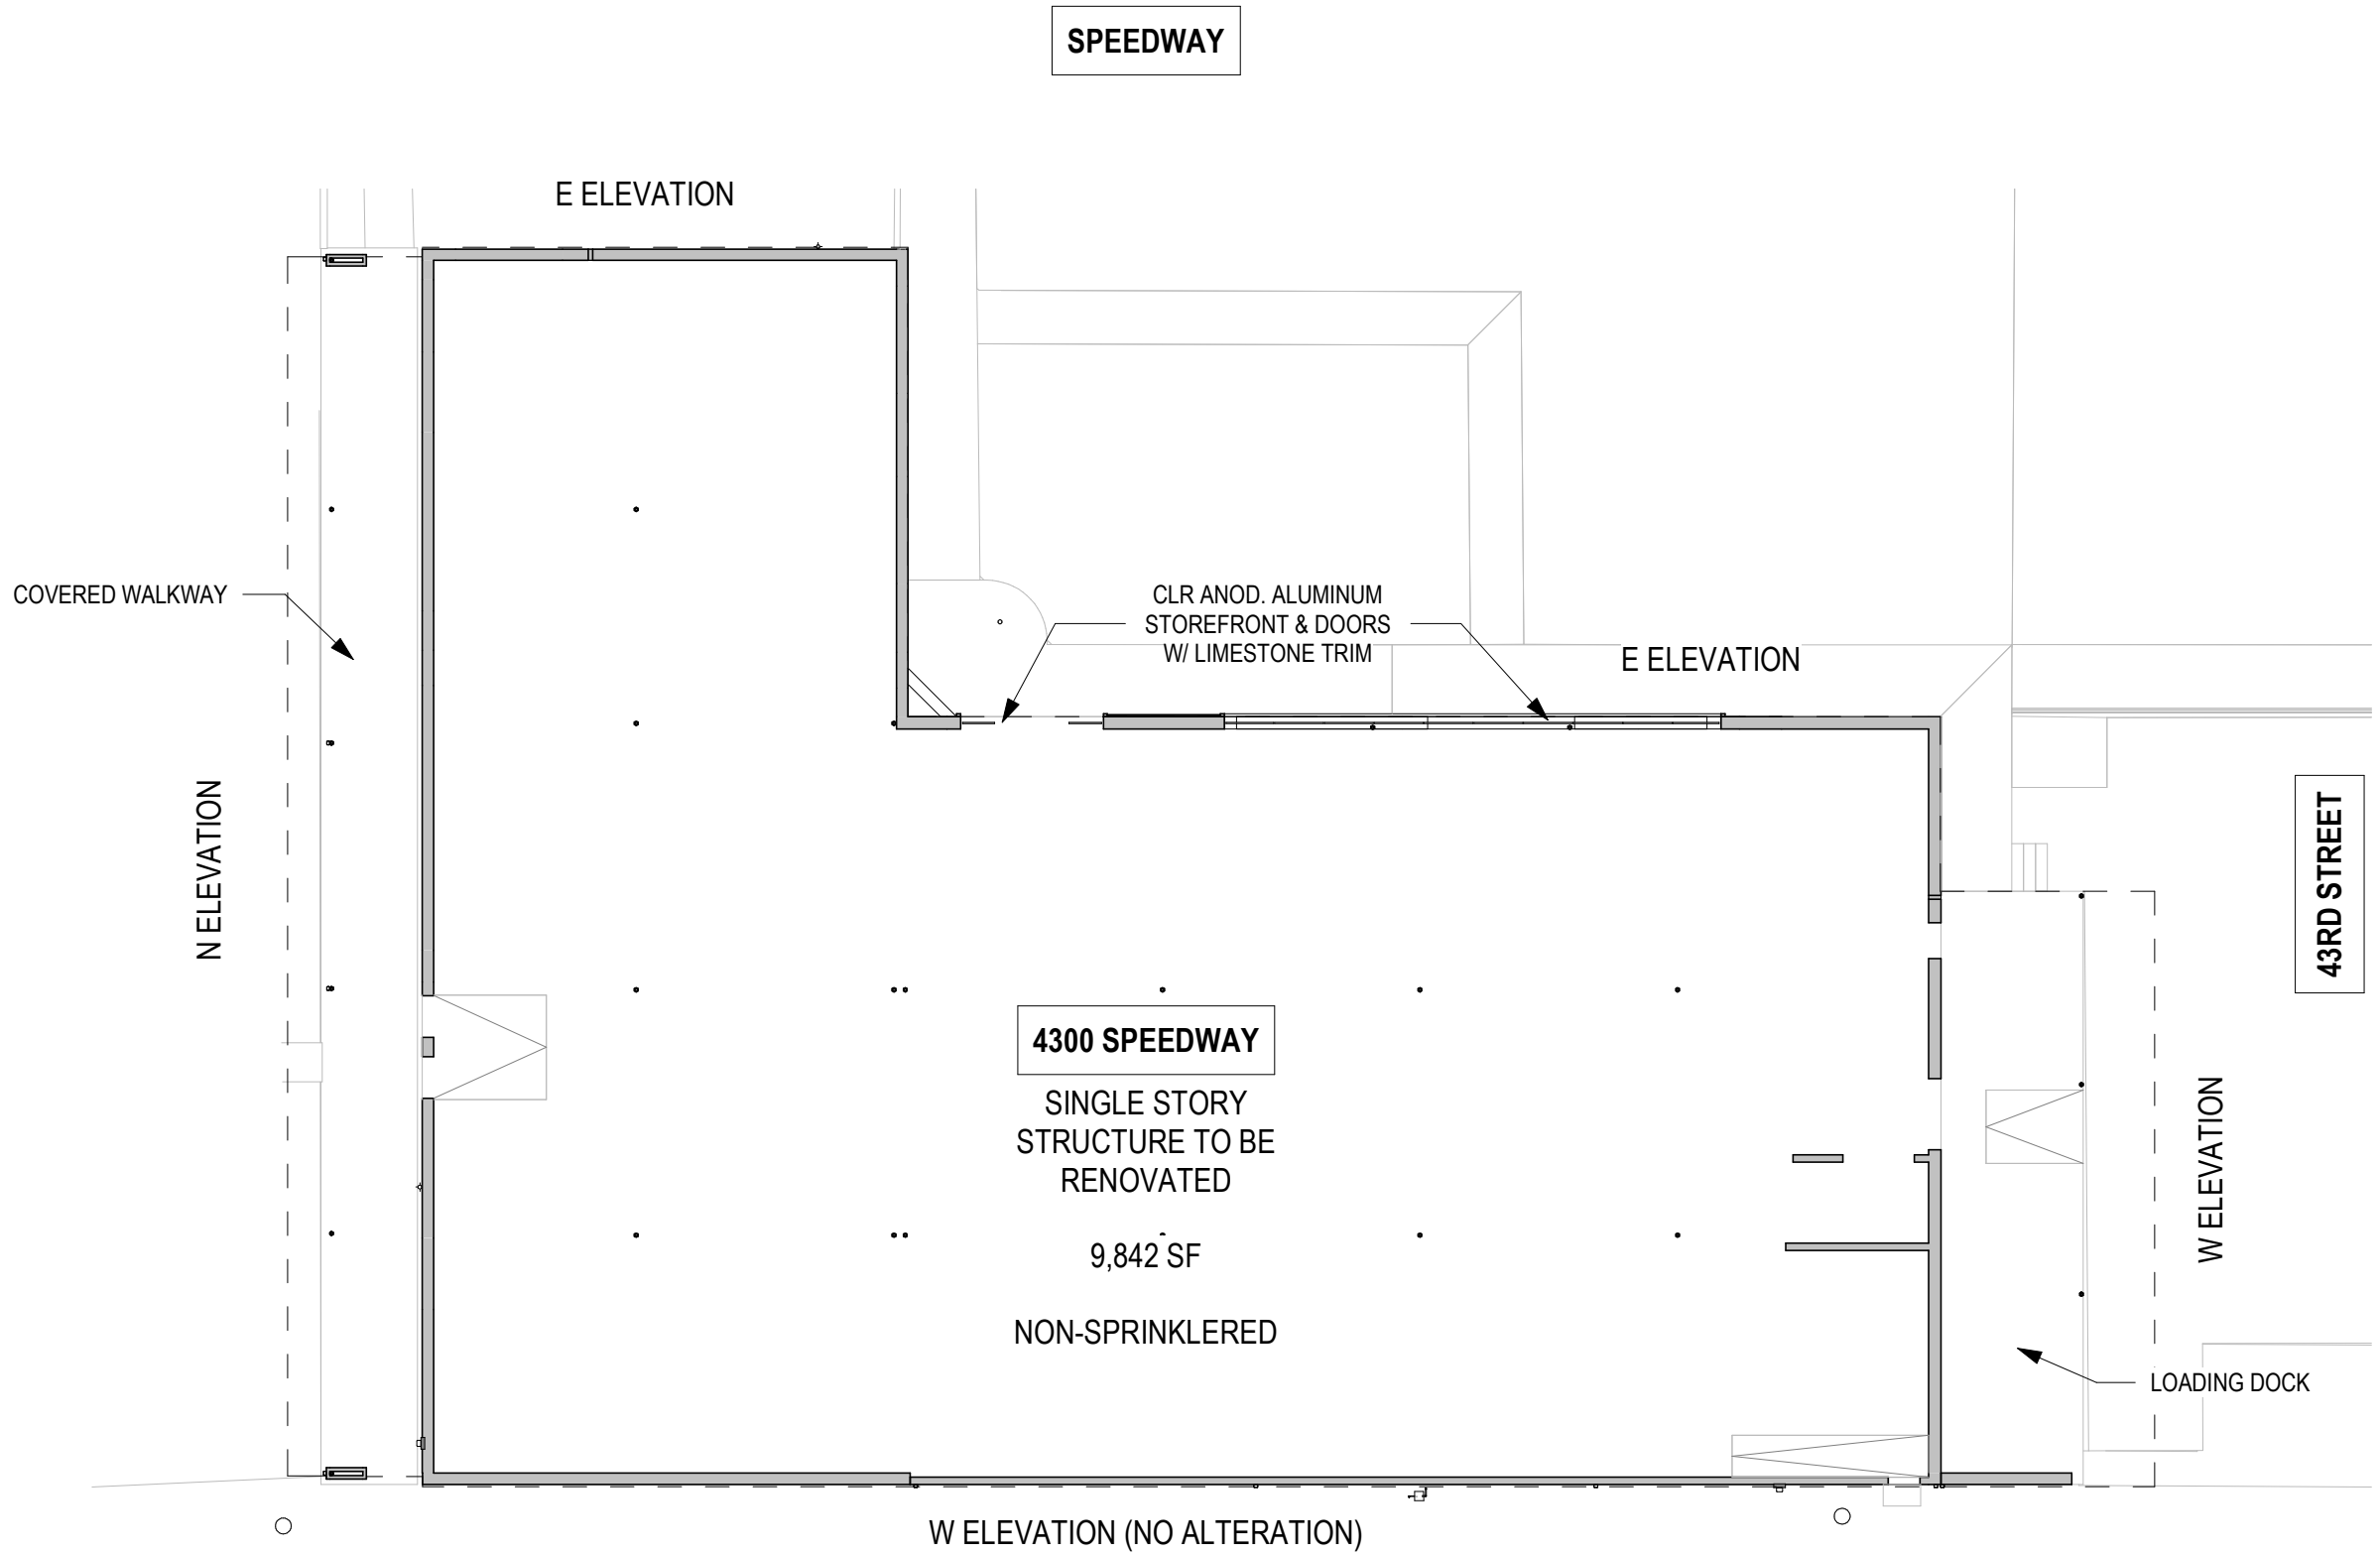 SPEEDWAY
E ELEVATION
COVERED WALKWAY
CLR ANOD. ALUMINUM
STOREFRONT & DOORS
W/ LIMESTONE TRIM
E ELEVATION
N ELEVATION
43RD STREET
4300 SPEEDWAY
SINGLE STORY
STRUCTURE TO BE
RENOVATED
9,842 SF
NON-SPRINKLERED
W ELEVATION
LOADING DOCK
W ELEVATION (NO ALTERATION)